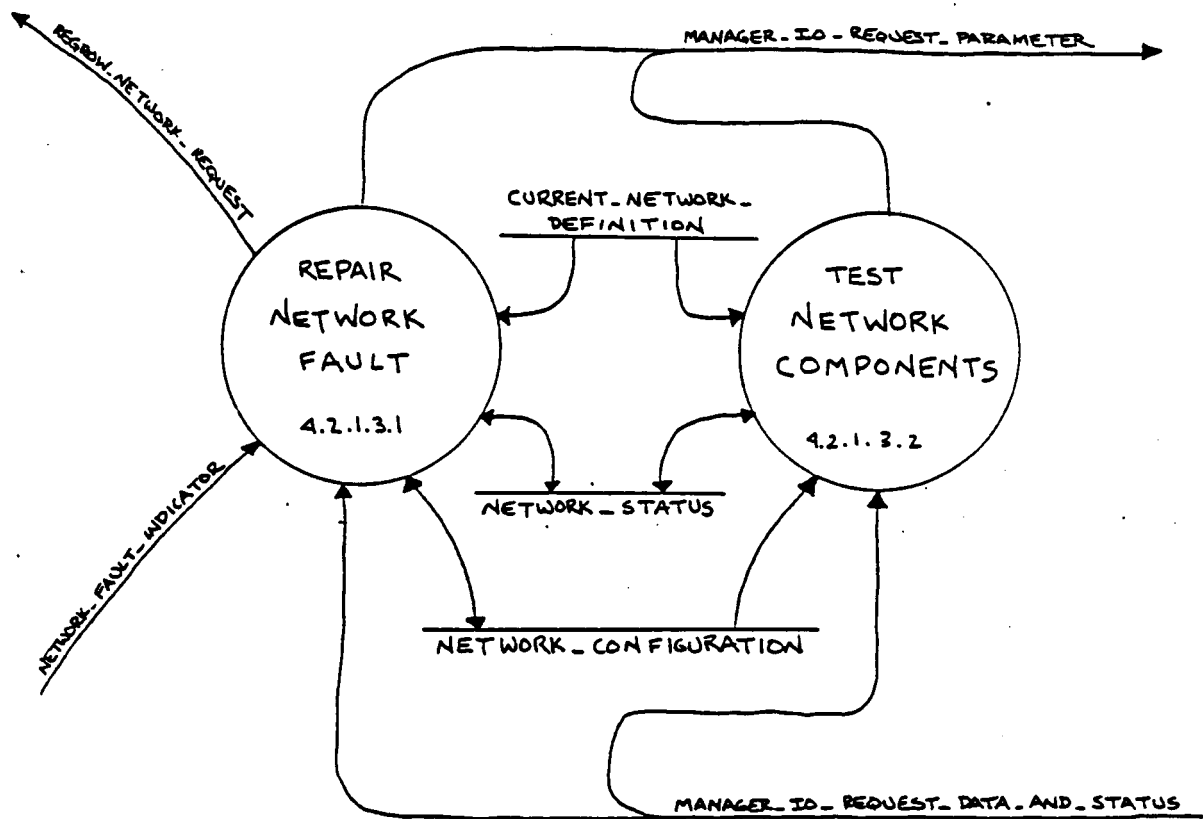 MANAGER_IO_REQUEST_PARAMETER
REGROW_NETWORK_REQUEST
CURRENT_NETWORK_
DEFINITION
REPAIR
NETWORK
FAULT
4.2.1.3.1
TEST
NETWORK
COMPONENTS
4.2.1.3.2
NETWORK_FAULT_INDICATOR
NETWORK_STATUS
NETWORK_CONFIGURATION
MANAGER_IO_REQUEST_DATA_AND_STATUS